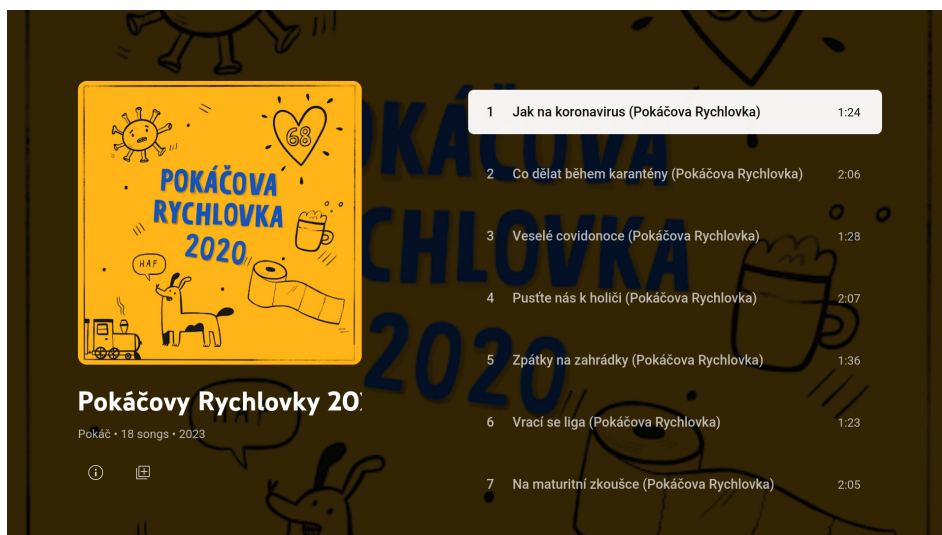 68
POKÁČOVA
RYCHLOVKA
2020
HAF
Pokáčovy Rychlovky 20
Pokáč • 18 songs • 2023
1 Jak na koronavirus (Pokáčova Rychlovka) 1:24
2 Co dělat během karantény (Pokáčova Rychlovka) 2:06
3 Veselé covidonoce (Pokáčova Rychlovka) 1:28
4 Pusťte nás k holiči (Pokáčova Rychlovka) 2:07
5 Zpátky na zahrádky (Pokáčova Rychlovka) 1:36
6 Vrací se liga (Pokáčova Rychlovka) 1:23
7 Na maturitní zkoušce (Pokáčova Rychlovka) 2:05